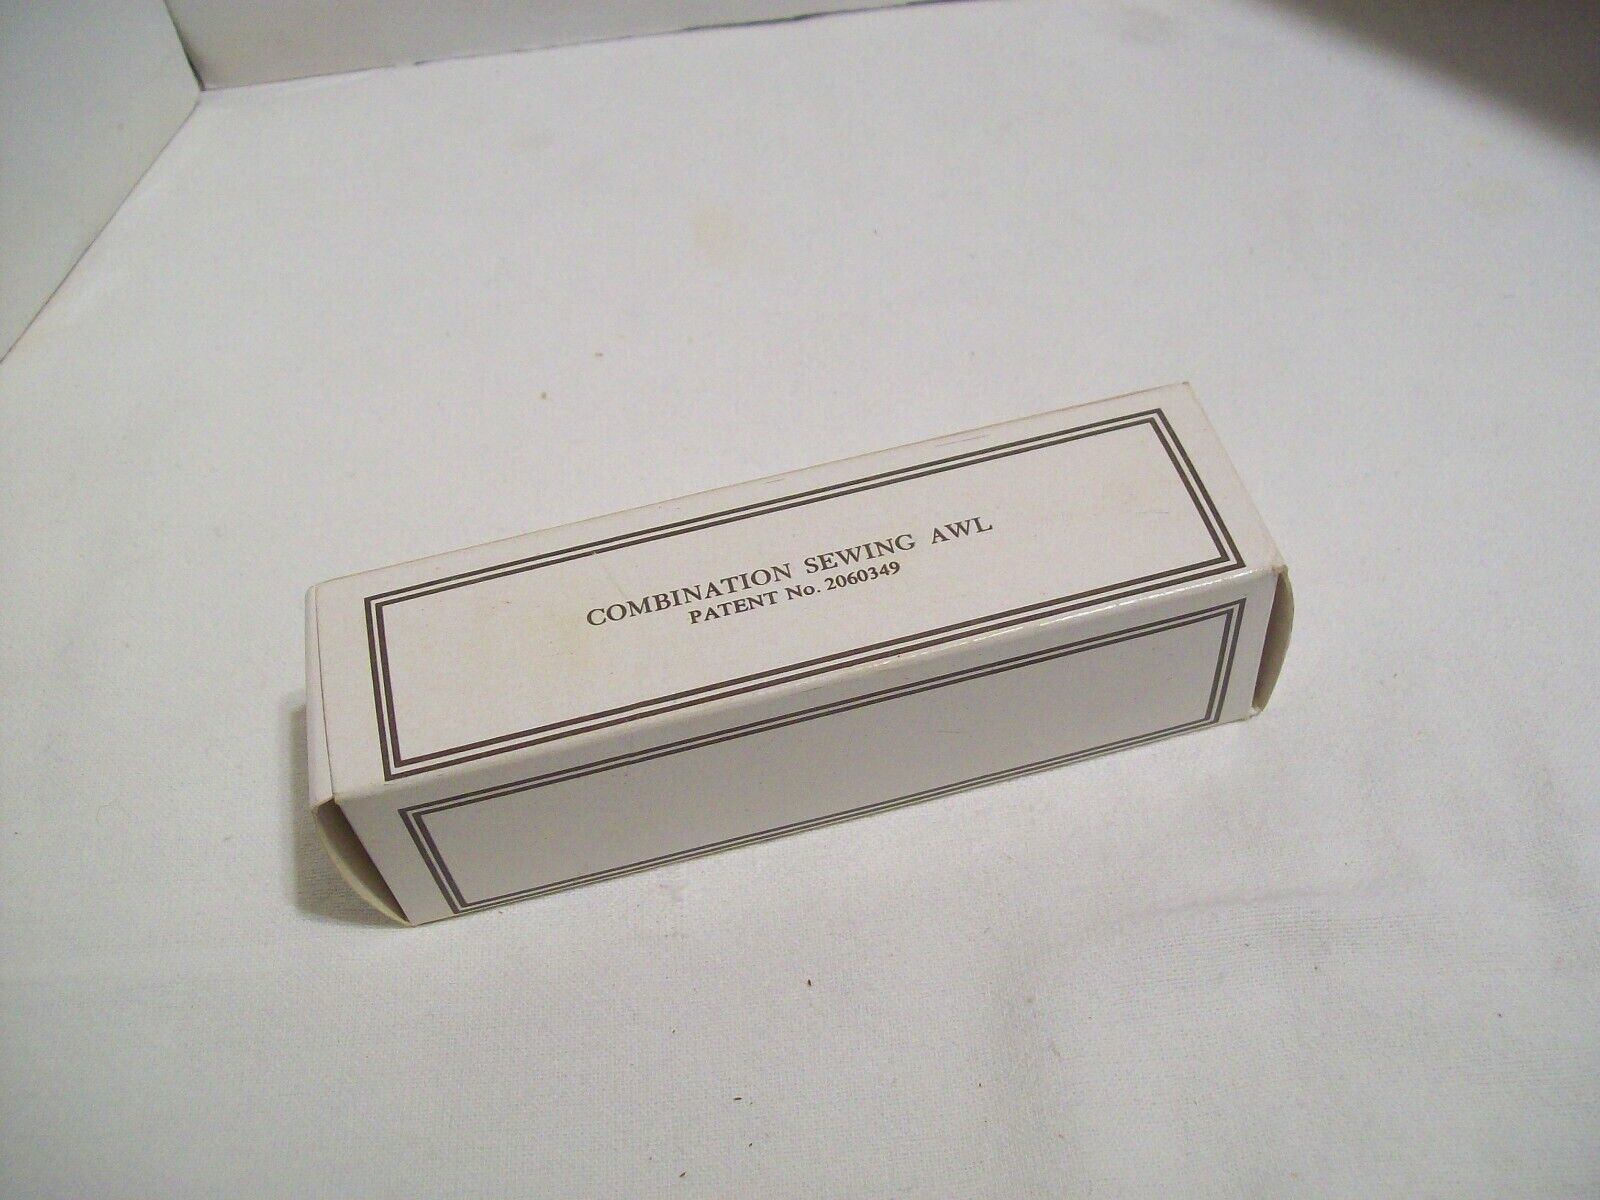 COMBINATION SEWING AWL
PATENT No. 2060349